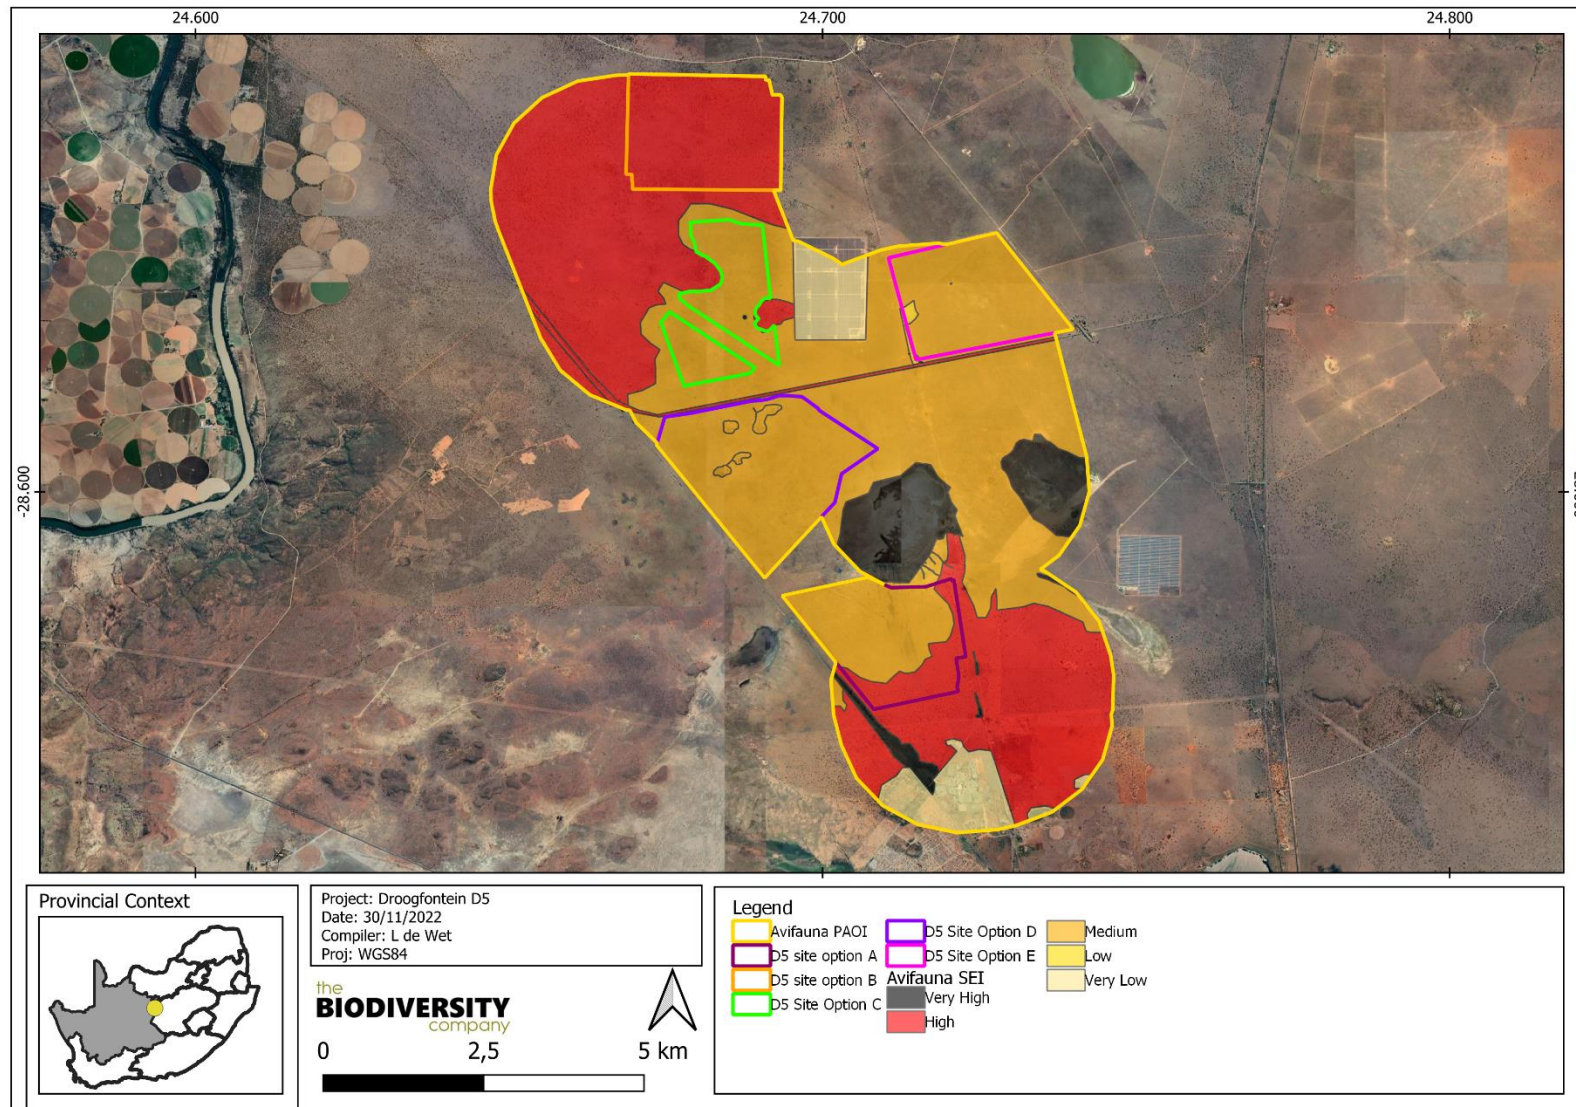 24.600
24.700
24.800
-28.600
Provincial Context
Project: Droogfontein D5
Date: 30/11/2022
Compiler: L de Wet
Proj: WGS84
the
BIODIVERSITY
company
0 2,5 5 km
Legend
Avifauna PAOI
D5 site option A
D5 site option B
D5 Site Option C
D5 Site Option D
D5 Site Option E
Avifauna SEI
Very High
High
Medium
Low
Very Low